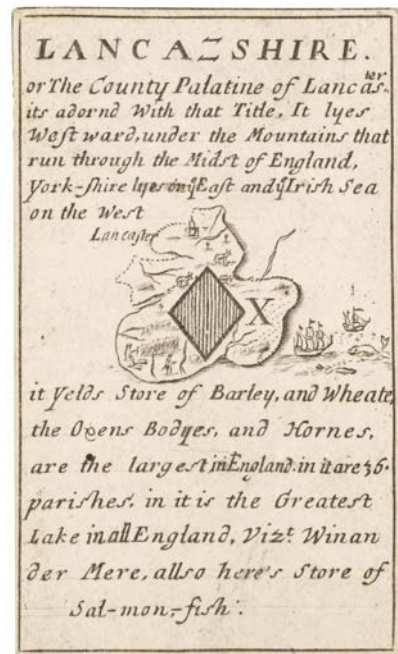 LANCAZSHIRE.
or The County Palatine of Lancaster
its adornd With that Title, It lyes
West ward, under the Mountains that
run through the Midst of England,
York-shire lyes on yͤ East and yͤ Irish Sea
on the West
Lancaster
X
it yelds Store of Barley, and Wheate,
the Oxens Bodyes, and Hornes,
are the largest in England. in it are 36.
parishes, in it is the Greatest
Lake in all England, Vizt. Winan
der Mere, allso here's Store of
Sal-mon,-fish.